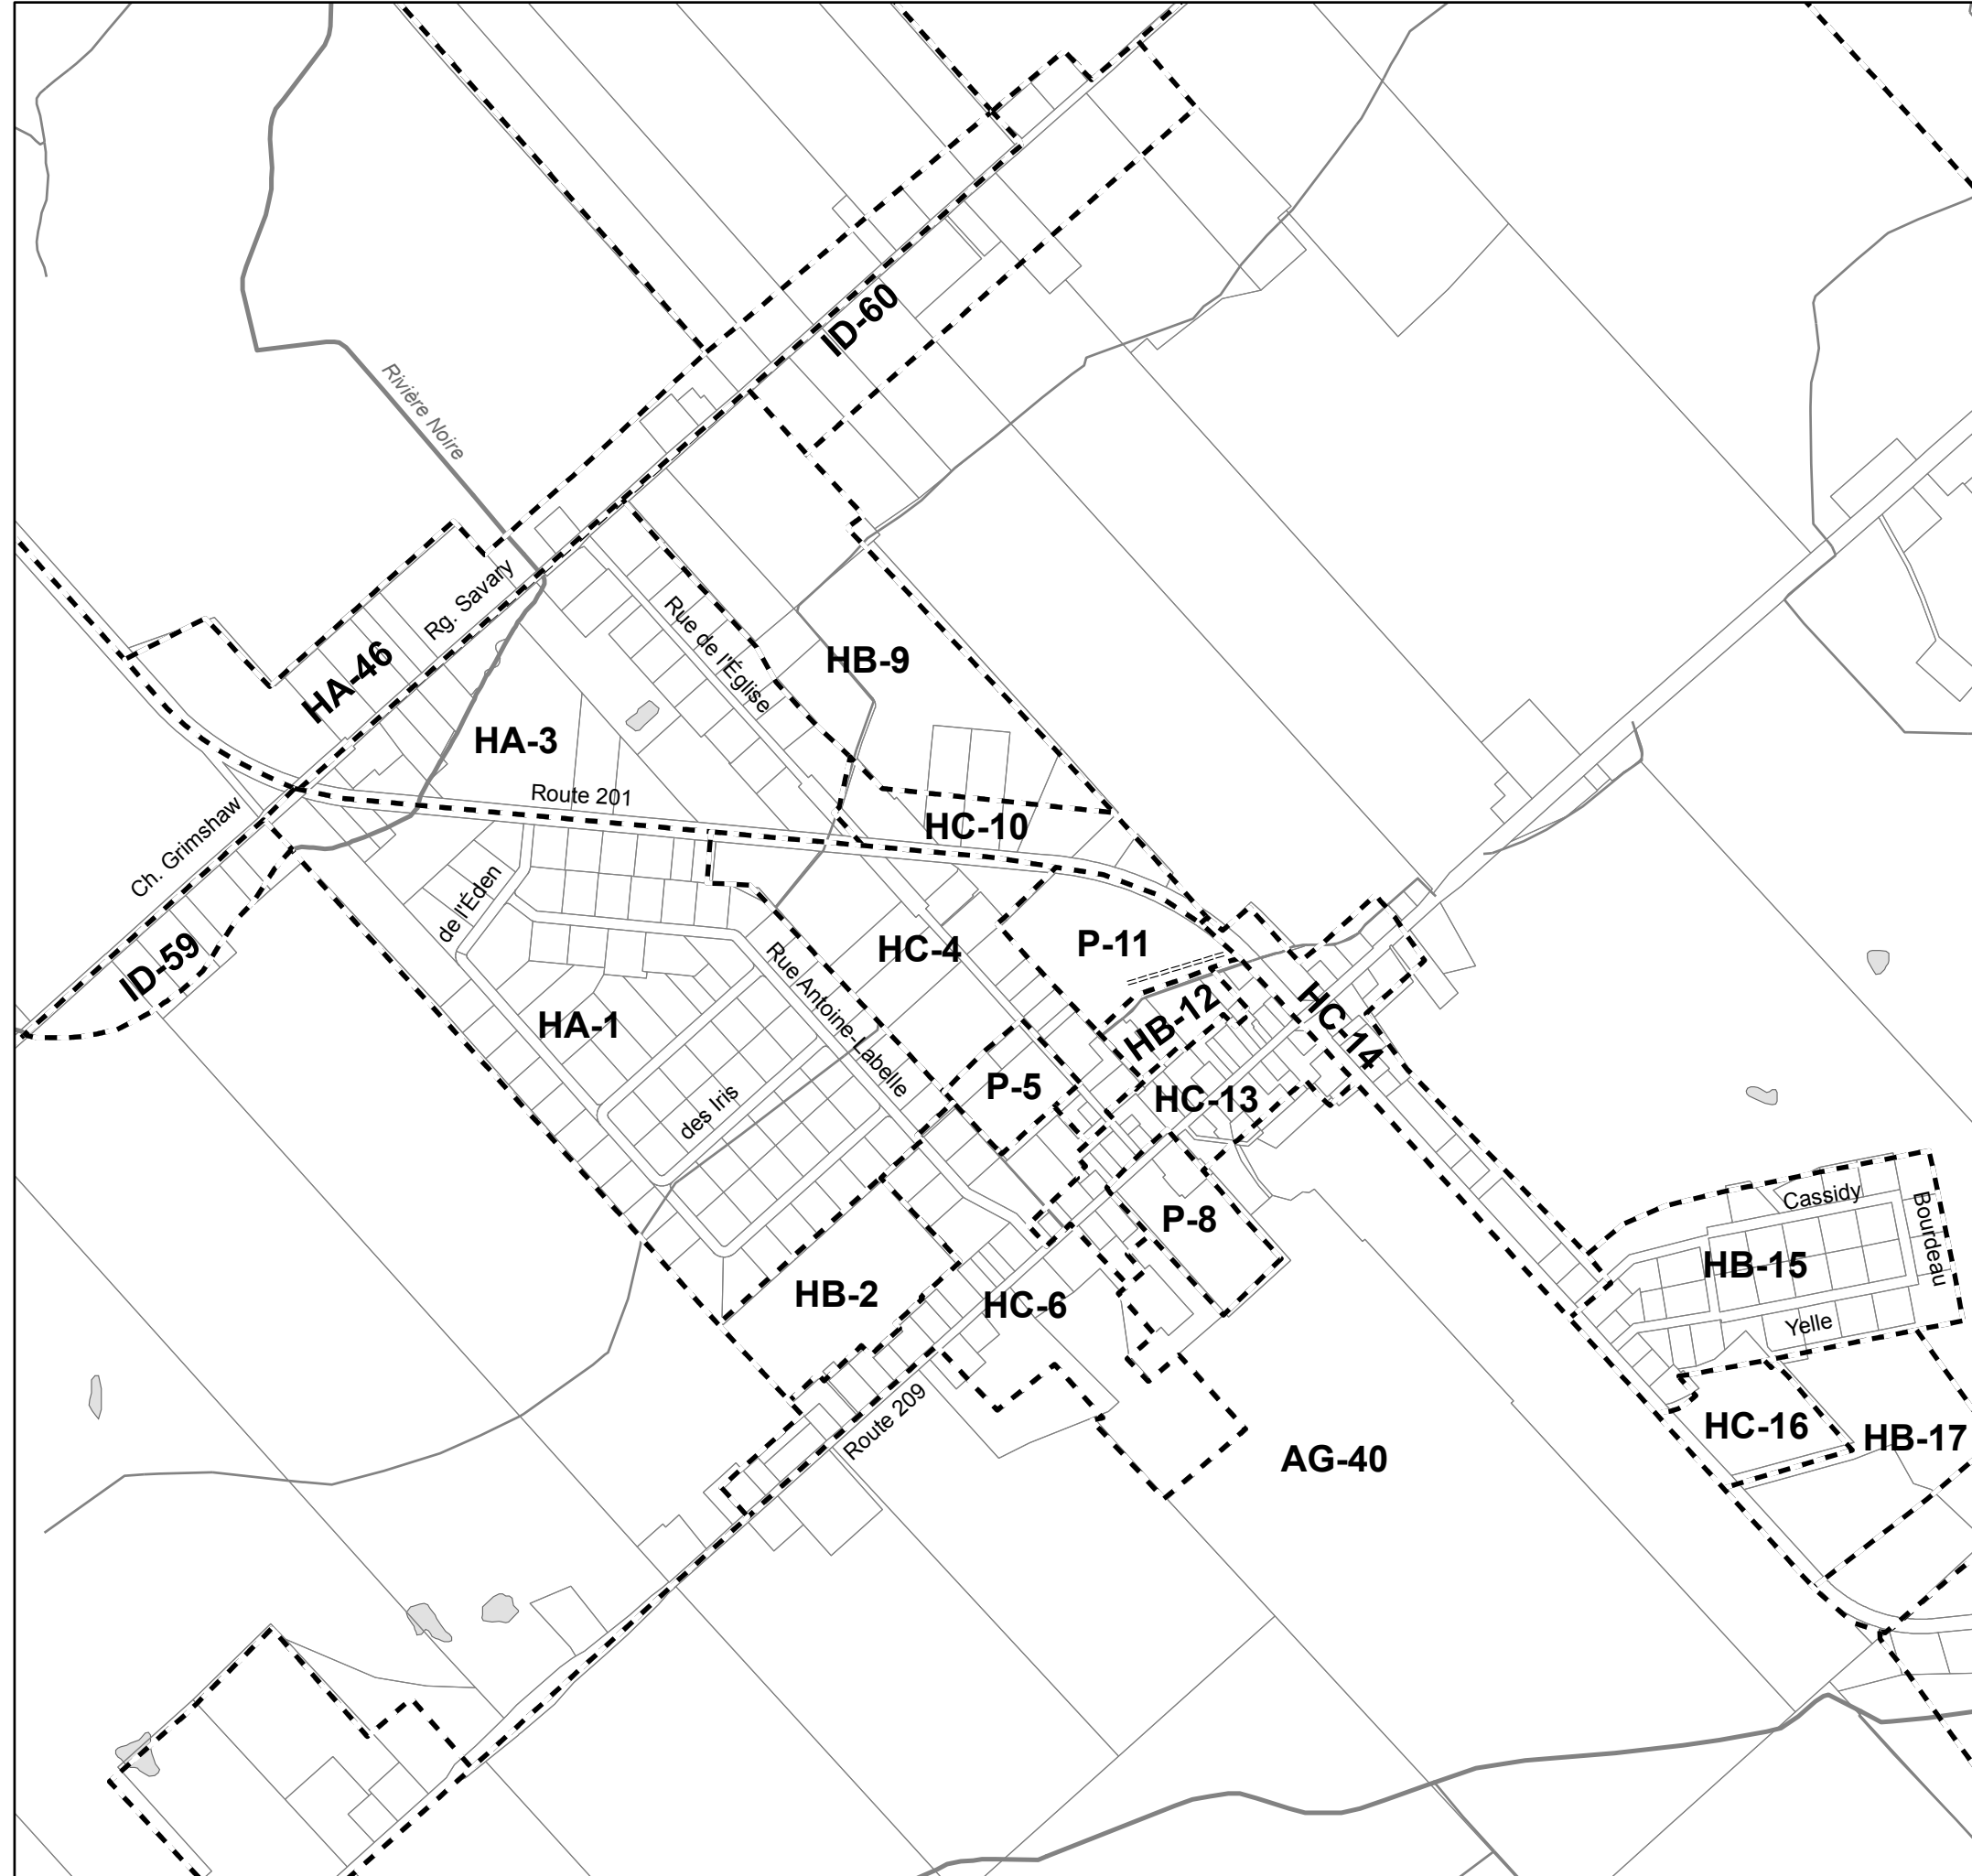 ID-60
Rivière Noire
Rg. Savary
HA-46
Rue de l'Église
HB-9
HA-3
Route 201
HC-10
Ch. Grimshaw
de l'Éden
ID-59
HC-4
P-11
Rue Antoine-Labelle
HA-1
HB-12
HC-14
P-5
HC-13
des Iris
P-8
Cassidy
Bourdeau
HB-15
HB-2
HC-6
Yelle
Route 209
HC-16
HB-17
AG-40